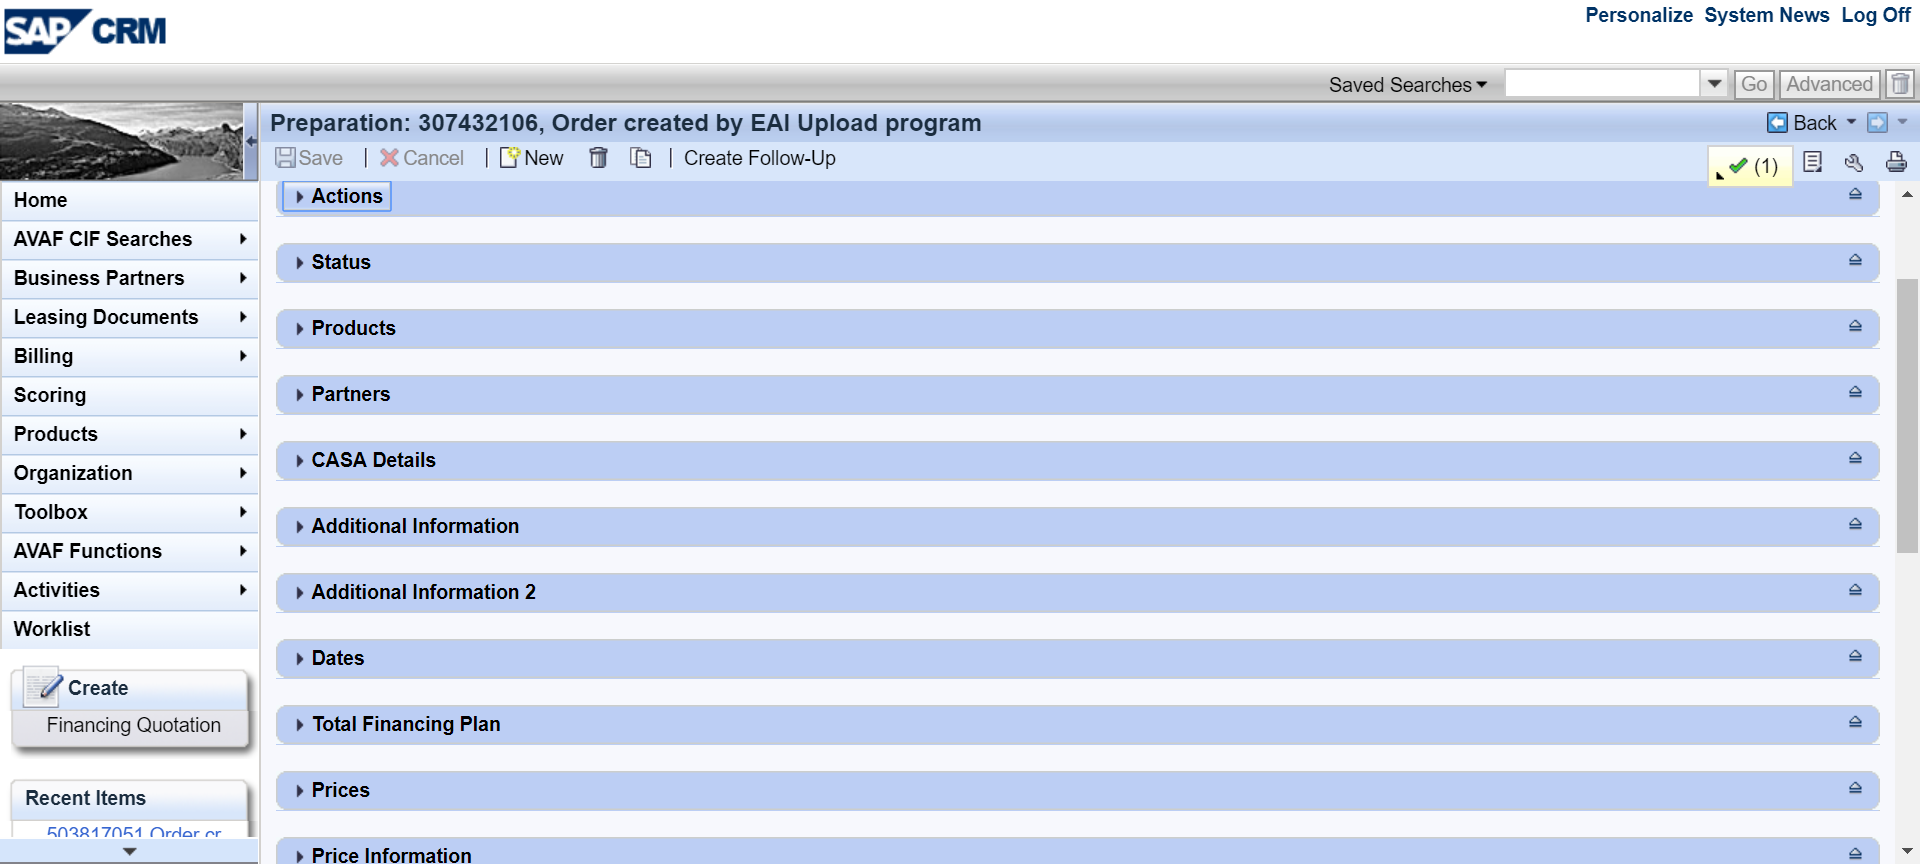 SAP CRM
Personalize System News Log Off
Saved Searches Go Advanced
Preparation: 307432106, Order created by EAI Upload program
Back
Save | Cancel | New | Create Follow-Up
(1)
Home
AVAF CIF Searches
Business Partners
Leasing Documents
Billing
Scoring
Products
Organization
Toolbox
AVAF Functions
Activities
Worklist
Create
Financing Quotation
Recent Items
503817051 Order cr
Actions
Status
Products
Partners
CASA Details
Additional Information
Additional Information 2
Dates
Total Financing Plan
Prices
Price Information